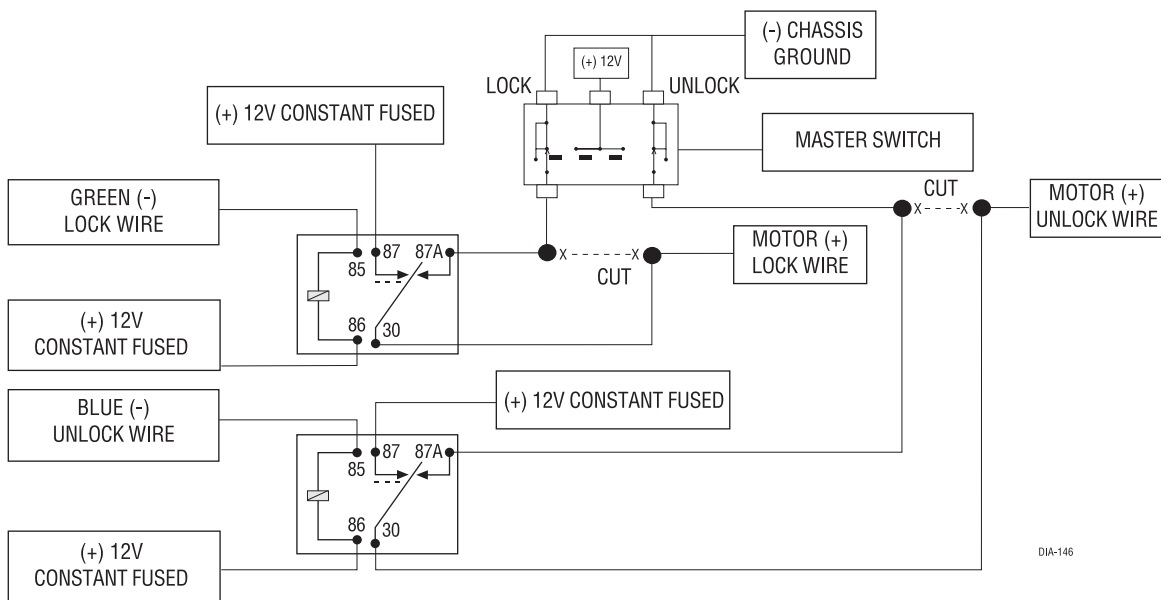 (-) CHASSIS
GROUND
(+) 12V
LOCK
UNLOCK
(+) 12V CONSTANT FUSED
MASTER SWITCH
GREEN (-)
LOCK WIRE
CUT
MOTOR (+)
UNLOCK WIRE
X - - - - X
87
87A
85
X - - - - - - - X
CUT
MOTOR (+)
LOCK WIRE
(+) 12V
CONSTANT FUSED
86
30
BLUE (-)
UNLOCK WIRE
(+) 12V CONSTANT FUSED
87
87A
85
86
30
(+) 12V
CONSTANT FUSED
DIA-146